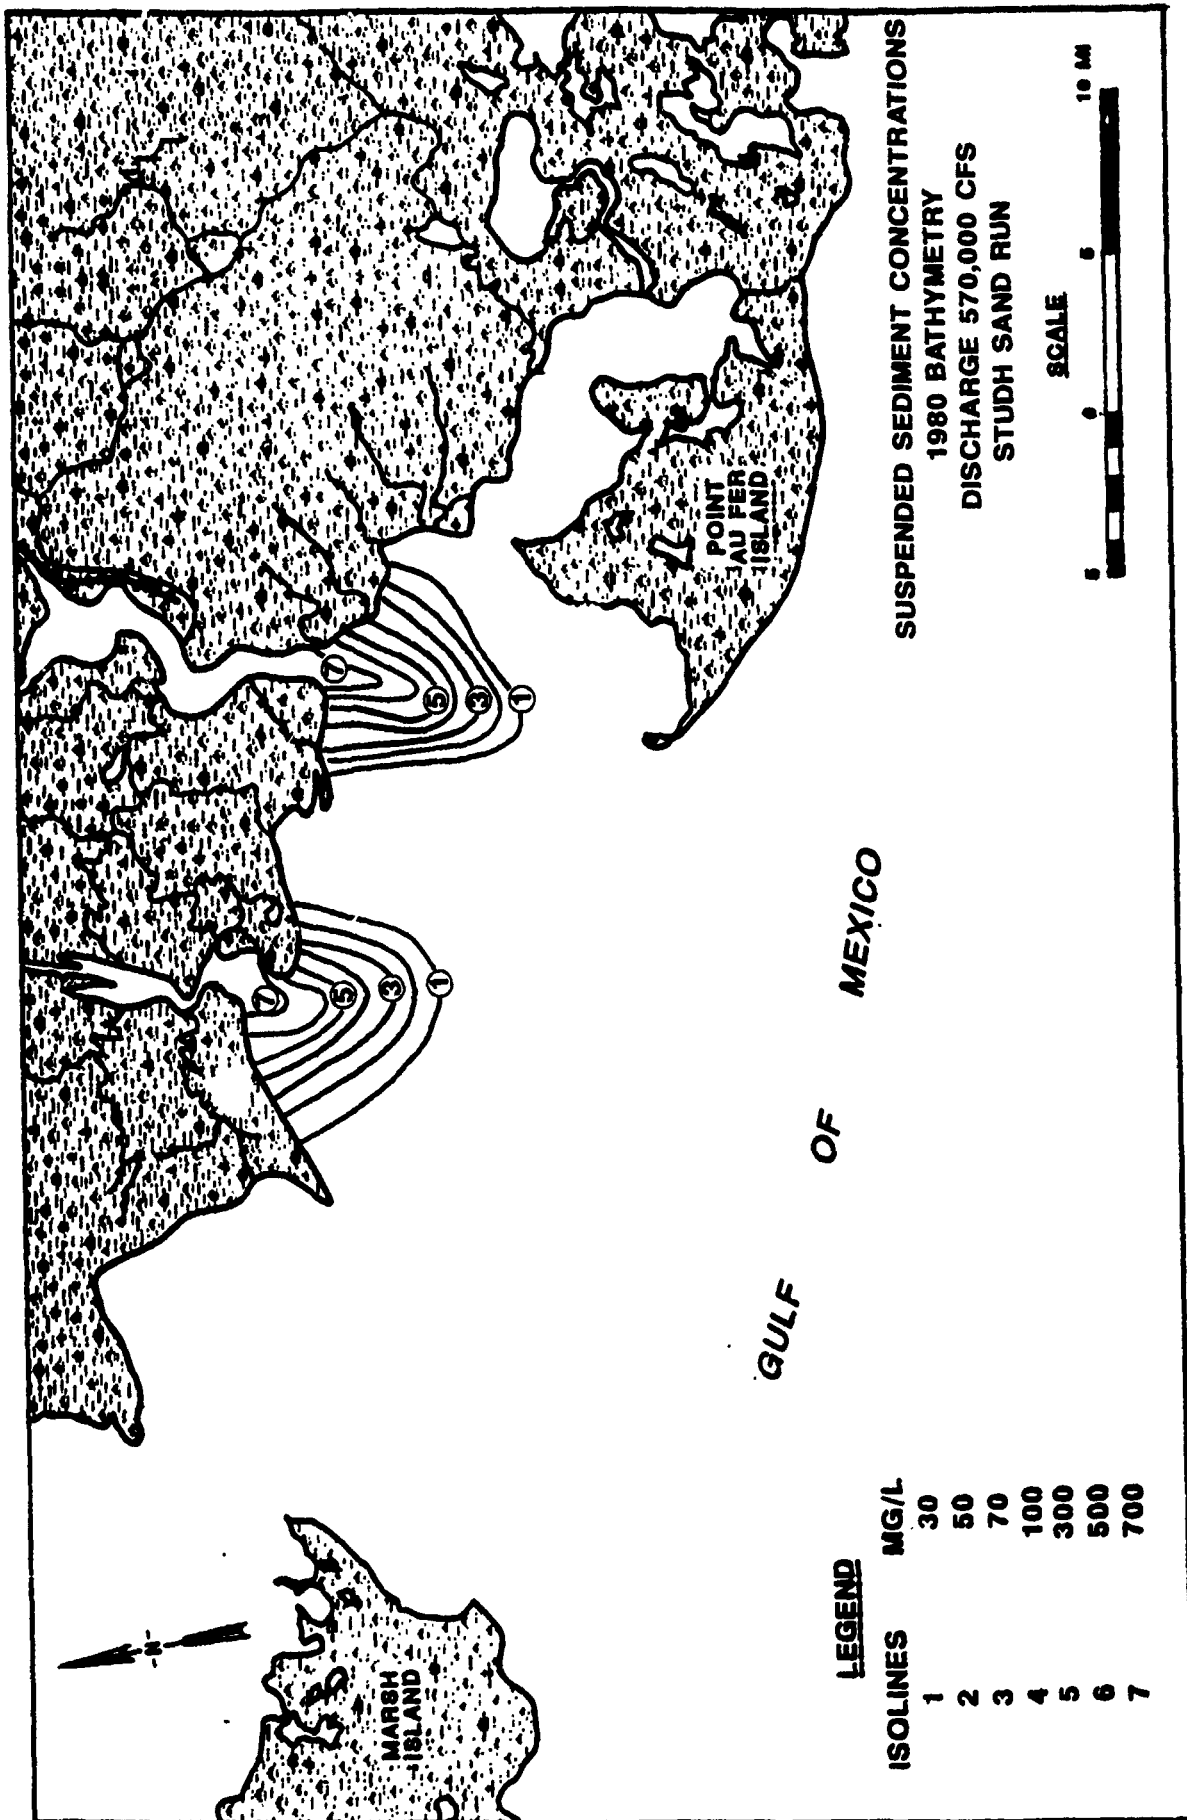 -N-
MARSH
ISLAND
POINT
AU FER
ISLAND
7
5
3
1
7
5
3
1
GULF
OF
MEXICO
LEGEND
ISOLINES MG/L
1 30
2 50
3 70
4 100
5 300
6 500
7 700
SUSPENDED SEDIMENT CONCENTRATIONS
1980 BATHYMETRY
DISCHARGE 570,000 CFS
STUDH SAND RUN
SCALE
5 0 5 10 MI